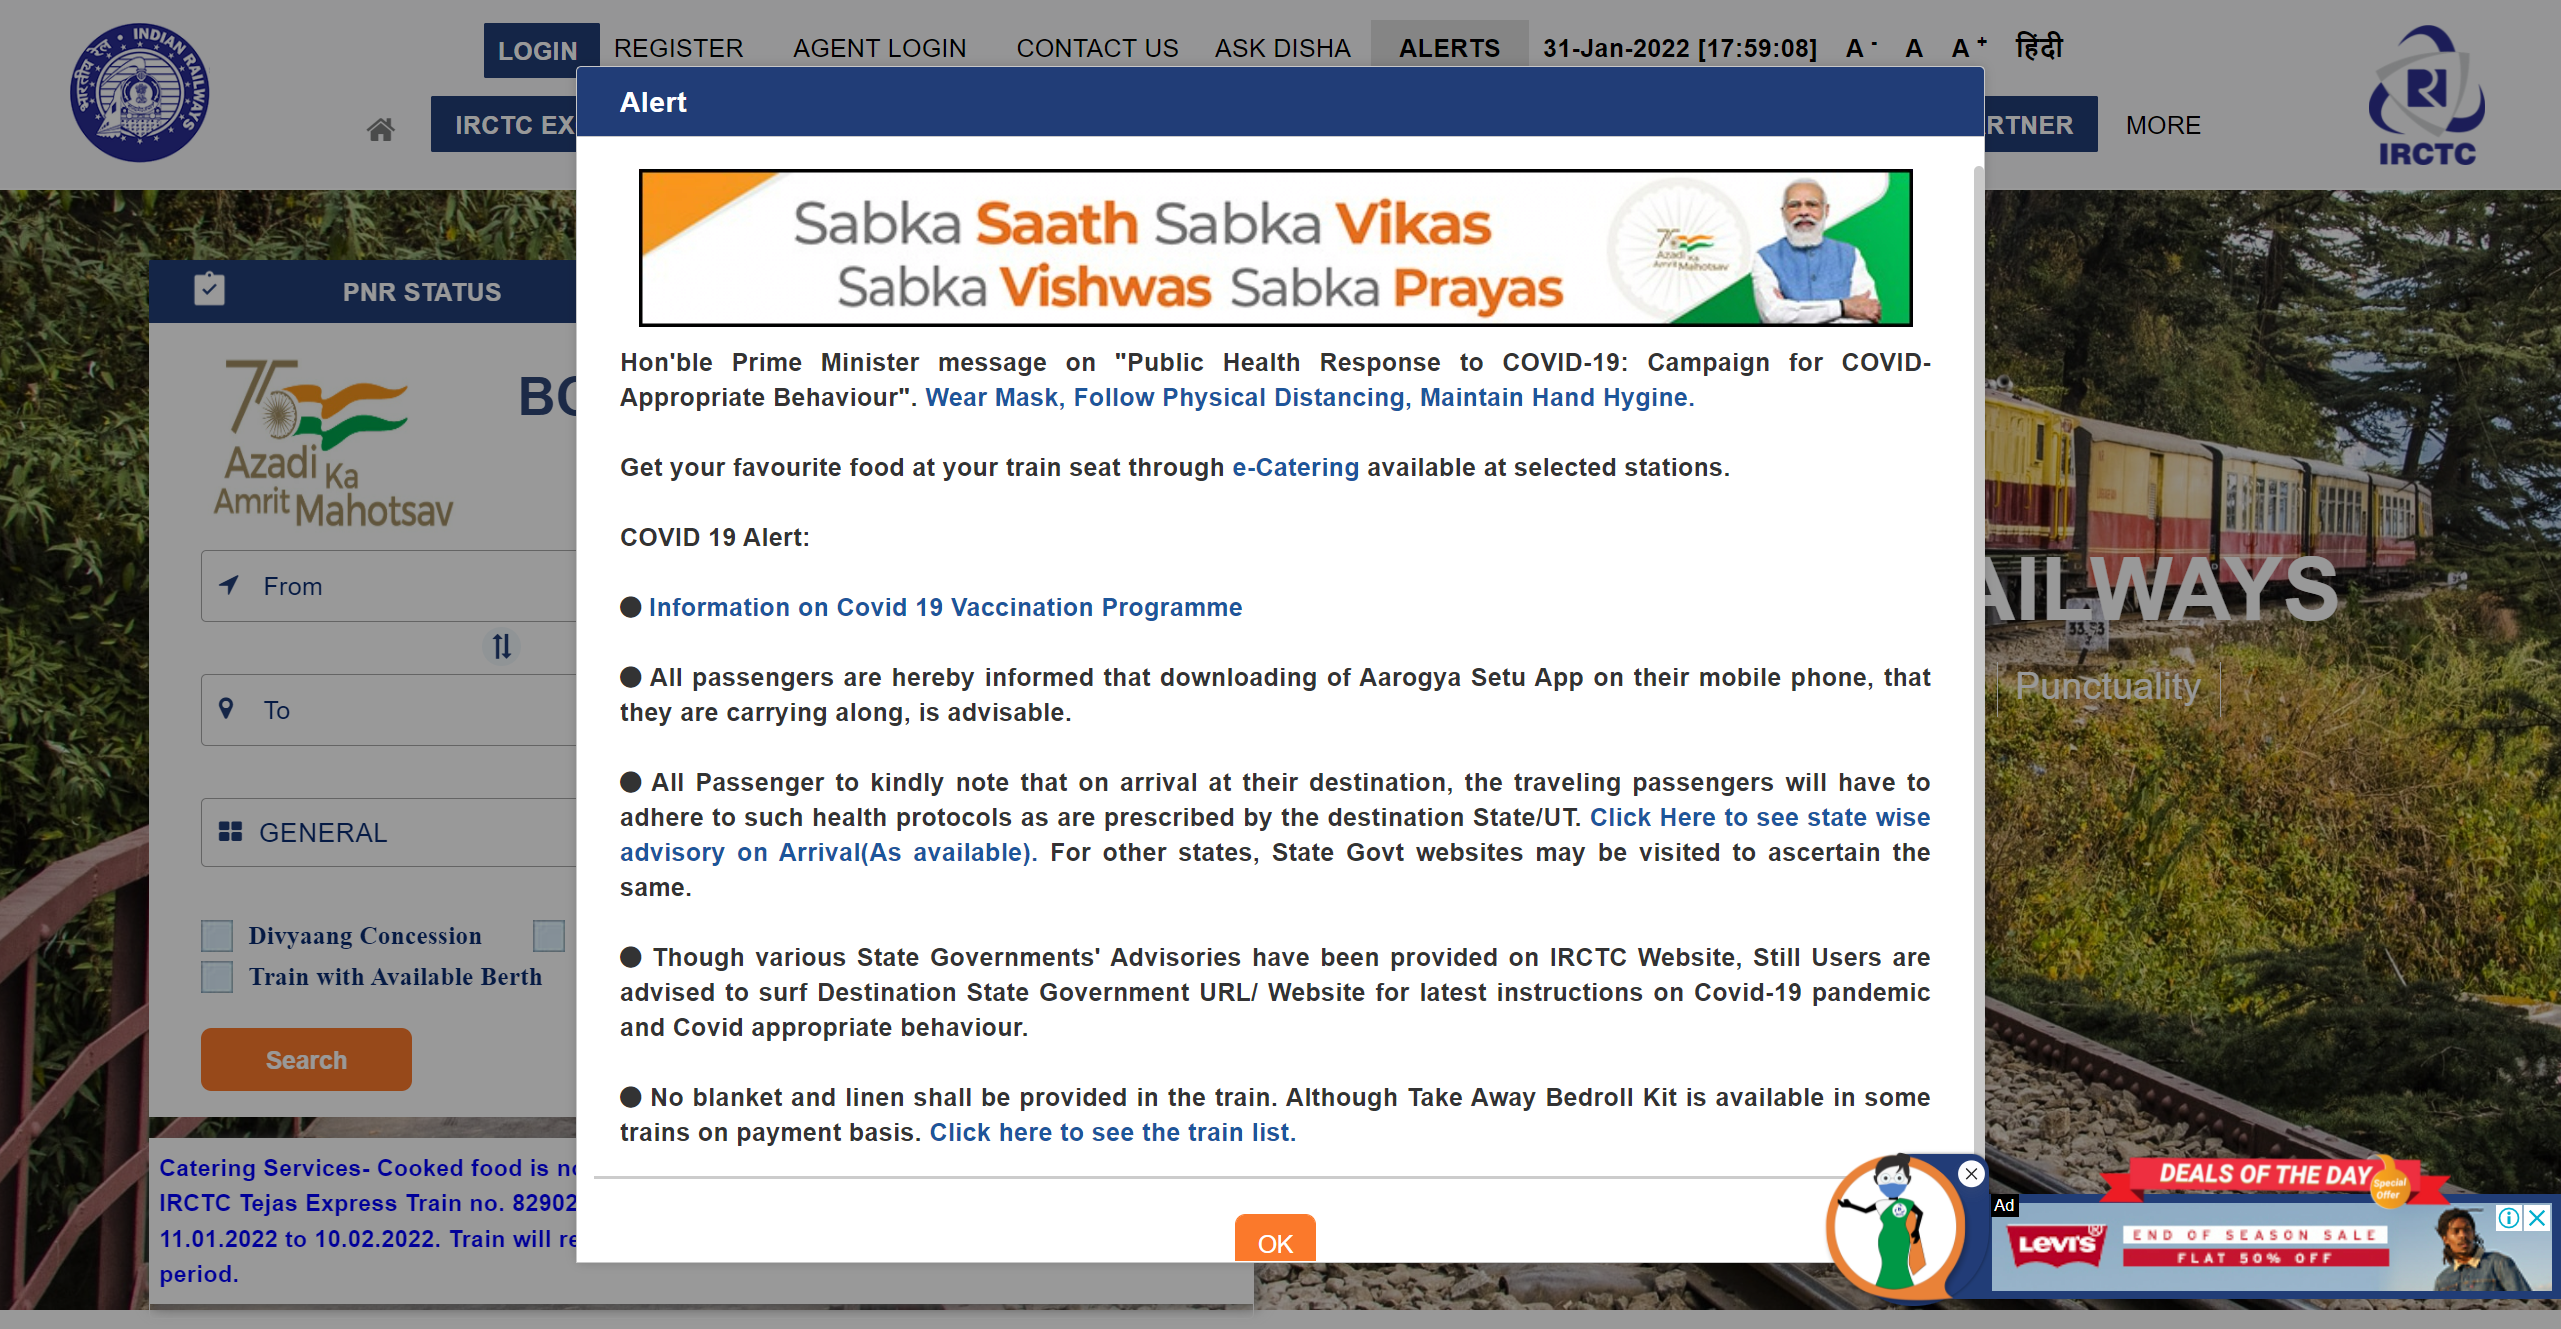 भारतीय रेल INDIAN RAILWAYS
LOGIN REGISTER AGENT LOGIN CONTACT US ASK DISHA ALERTS 31-Jan-2022 [17:59:08] A - A A + हिंदी
IRCTC EX
RTNER MORE
IRCTC
Alert
Sabka Saath Sabka Vikas
Sabka Vishwas Sabka Prayas
75
Azadi Ka
Amrit Mahotsav
Hon'ble Prime Minister message on "Public Health Response to COVID-19: Campaign for COVID-
Appropriate Behaviour". Wear Mask, Follow Physical Distancing, Maintain Hand Hygine.
Get your favourite food at your train seat through e-Catering available at selected stations.
COVID 19 Alert:
● Information on Covid 19 Vaccination Programme
● All passengers are hereby informed that downloading of Aarogya Setu App on their mobile phone, that
they are carrying along, is advisable.
● All Passenger to kindly note that on arrival at their destination, the traveling passengers will have to
adhere to such health protocols as are prescribed by the destination State/UT. Click Here to see state wise
advisory on Arrival(As available). For other states, State Govt websites may be visited to ascertain the
same.
● Though various State Governments' Advisories have been provided on IRCTC Website, Still Users are
advised to surf Destination State Government URL/ Website for latest instructions on Covid-19 pandemic
and Covid appropriate behaviour.
● No blanket and linen shall be provided in the train. Although Take Away Bedroll Kit is available in some
trains on payment basis. Click here to see the train list.
OK
PNR STATUS
75
Azadi Ka
Amrit Mahotsav
BO
From
To
GENERAL
Divyaang Concession
Train with Available Berth
Search
Catering Services- Cooked food is no
IRCTC Tejas Express Train no. 82902
11.01.2022 to 10.02.2022. Train will re
period.
AILWAYS
Punctuality
DEALS OF THE DAY
Special
Offer
Ad
LEVI'S
END OF SEASON SALE
FLAT 50% OFF